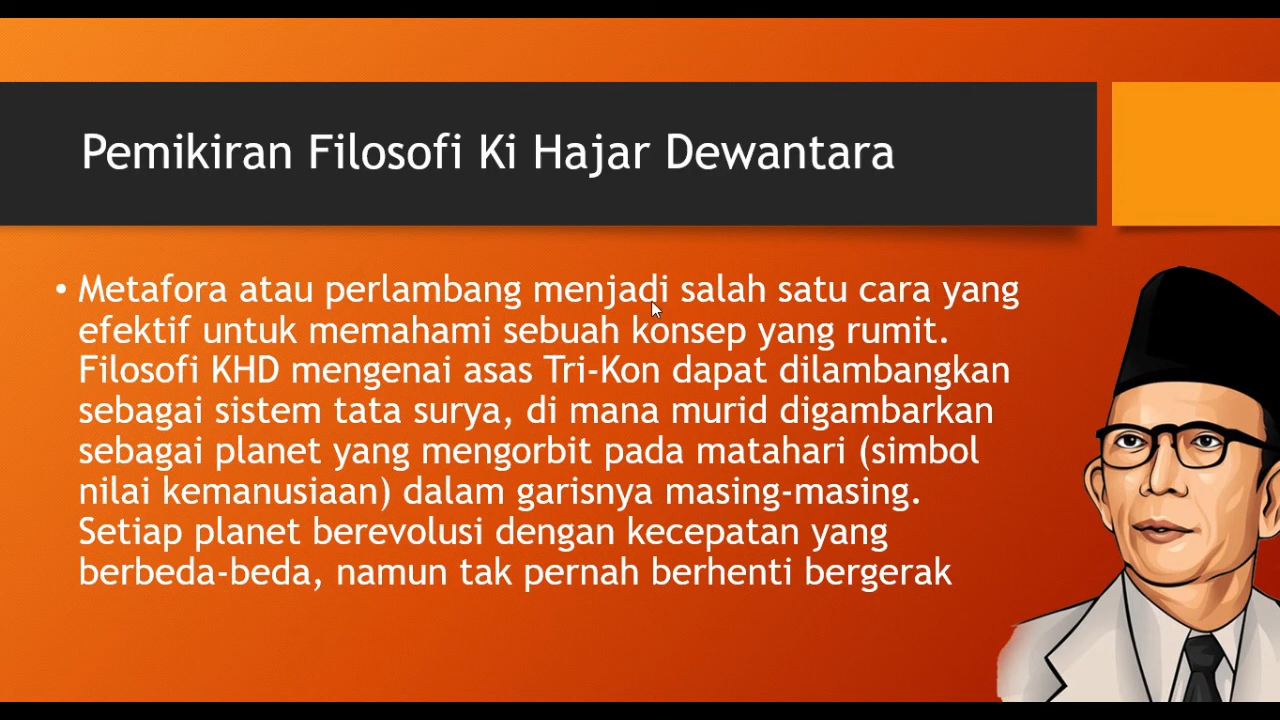 Pemikiran Filosofi Ki Hajar Dewantara
• Metafora atau perlambang menjadi salah satu cara yang
efektif untuk memahami sebuah konsep yang rumit.
Filosofi KHD mengenai asas Tri-Kon dapat dilambangkan
sebagai sistem tata surya, di mana murid digambarkan
sebagai planet yang mengorbit pada matahari (simbol
nilai kemanusiaan) dalam garisnya masing-masing.
Setiap planet berevolusi dengan kecepatan yang
berbeda-beda, namun tak pernah berhenti bergerak